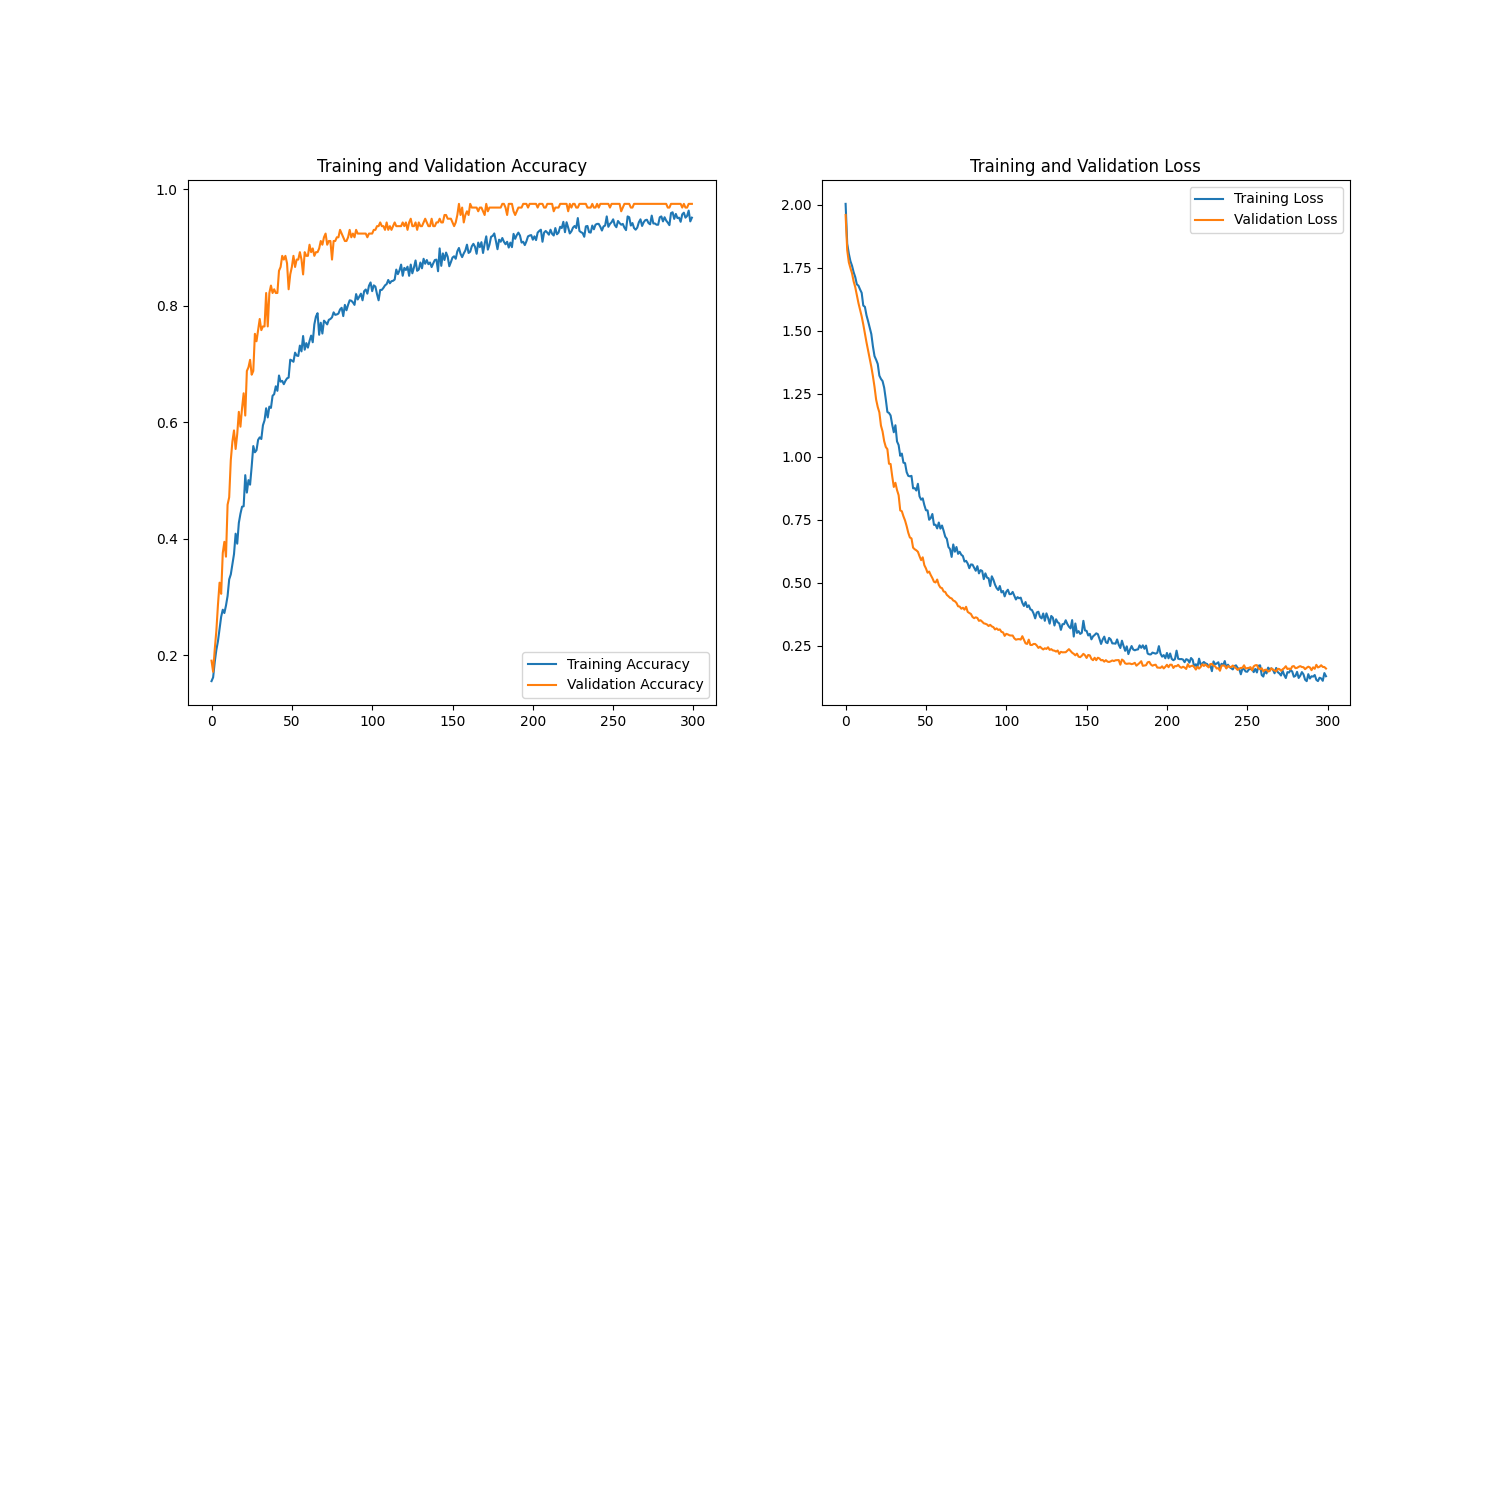 Training and Validation Accuracy
1.0
0.8
0.6
0.4
0.2
Training Accuracy
Validation Accuracy
0 50 100 150 200 250 300
Training and Validation Loss
Training Loss
Validation Loss
2.00
1.75
1.50
1.25
1.00
0.75
0.50
0.25
0 50 100 150 200 250 300